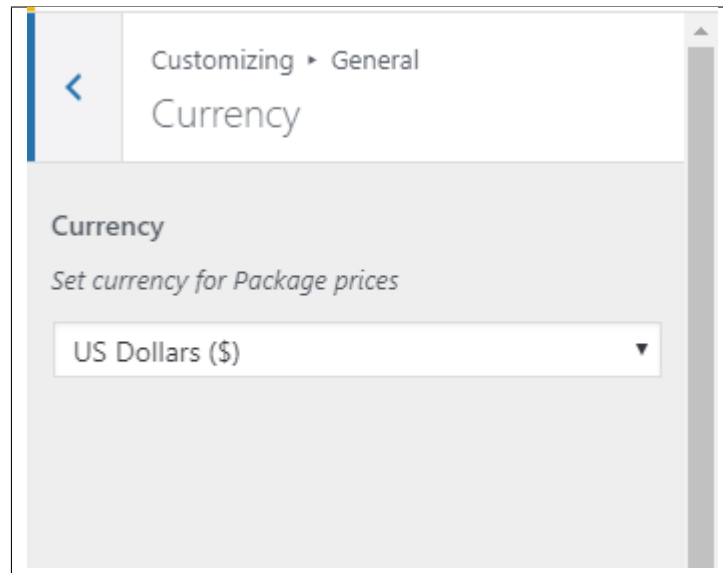 Customizing ▸ General
Currency
Currency
Set currency for Package prices
US Dollars ($)